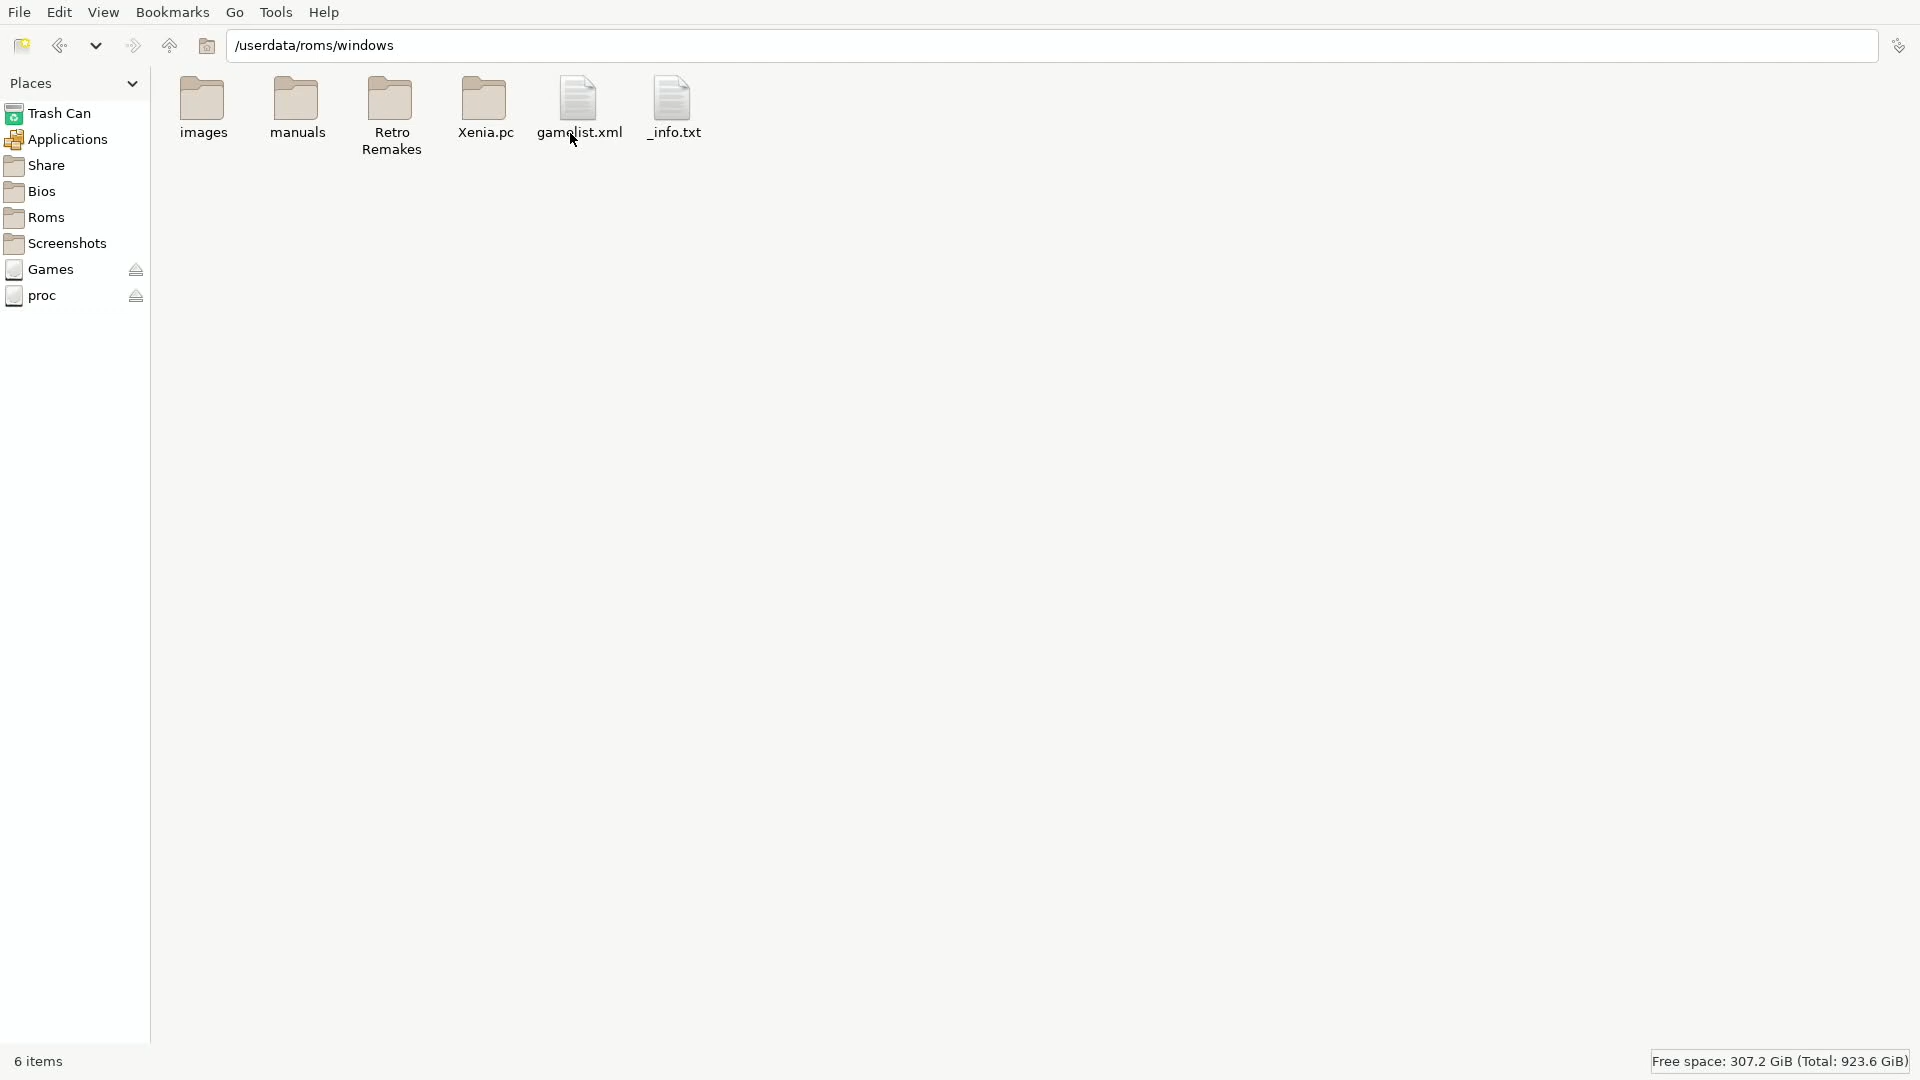 File Edit View Bookmarks Go Tools Help
/userdata/roms/windows
Places
Trash Can
Applications
Share
Bios
Roms
Screenshots
Games
proc
images manuals Retro Remakes Xenia.pc gamelist.xml _info.txt
6 items
Free space: 307.2 GiB (Total: 923.6 GiB)